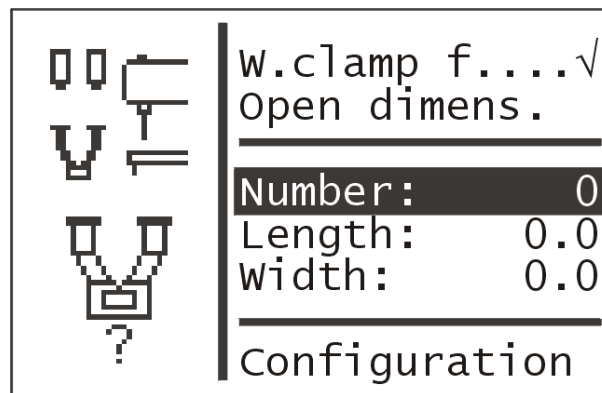 W.clamp f....√
Open dimens.
Number: 0
Length: 0.0
Width: 0.0
Configuration
?